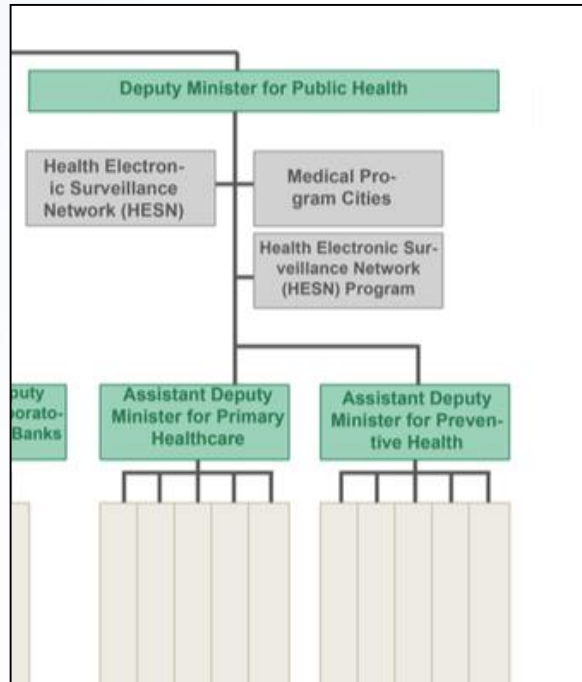 Deputy Minister for Public Health
Health Electron-
ic Surveillance
Network (HESN)
Medical Pro-
gram Cities
Health Electronic Sur-
veillance Network
(HESN) Program
Banks
Assistant Deputy
Minister for Primary
Healthcare
Assistant Deputy
Minister for Preven-
tive Health